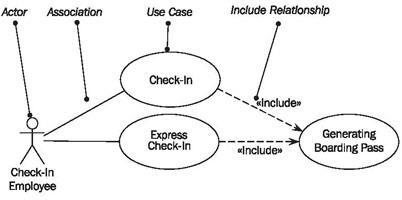 Actor
Association
Use Case
Include Relationship
Check-In
«Include»
Express
Check-In
«Include»
Generating
Boarding Pass
Check-In
Employee